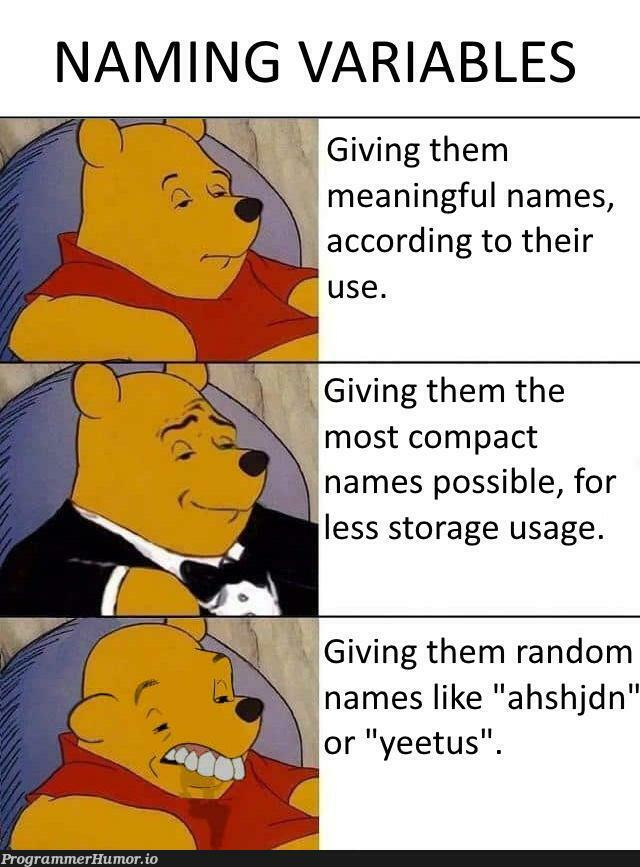 NAMING VARIABLES
Giving them
meaningful names,
according to their
use.
Giving them the
most compact
names possible, for
less storage usage.
Giving them random
names like "ahshjdn"
or "yeetus".
ProgrammerHumor.io